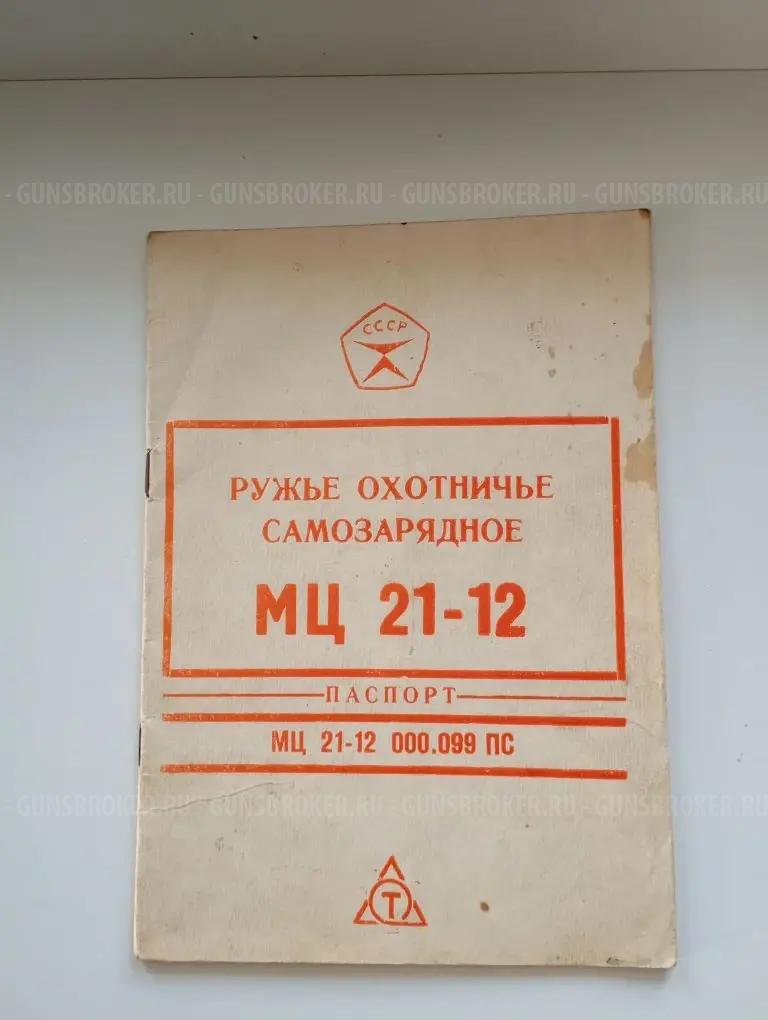 - GUNSBROKER.RU - GUNSBROKER.RU - GUNSBROKER.RU - GUNSBROKER.RU
СССР
РУЖЬЕ ОХОТНИЧЬЕ
САМОЗАРЯДНОЕ
МЦ 21-12
ПАСПОРТ
МЦ 21-12 000.099 ПС
- GUNSBROKER.RU - GUNSBROKER.RU - GUNSBROKER.RU - GUNSBROKER.RU
Т